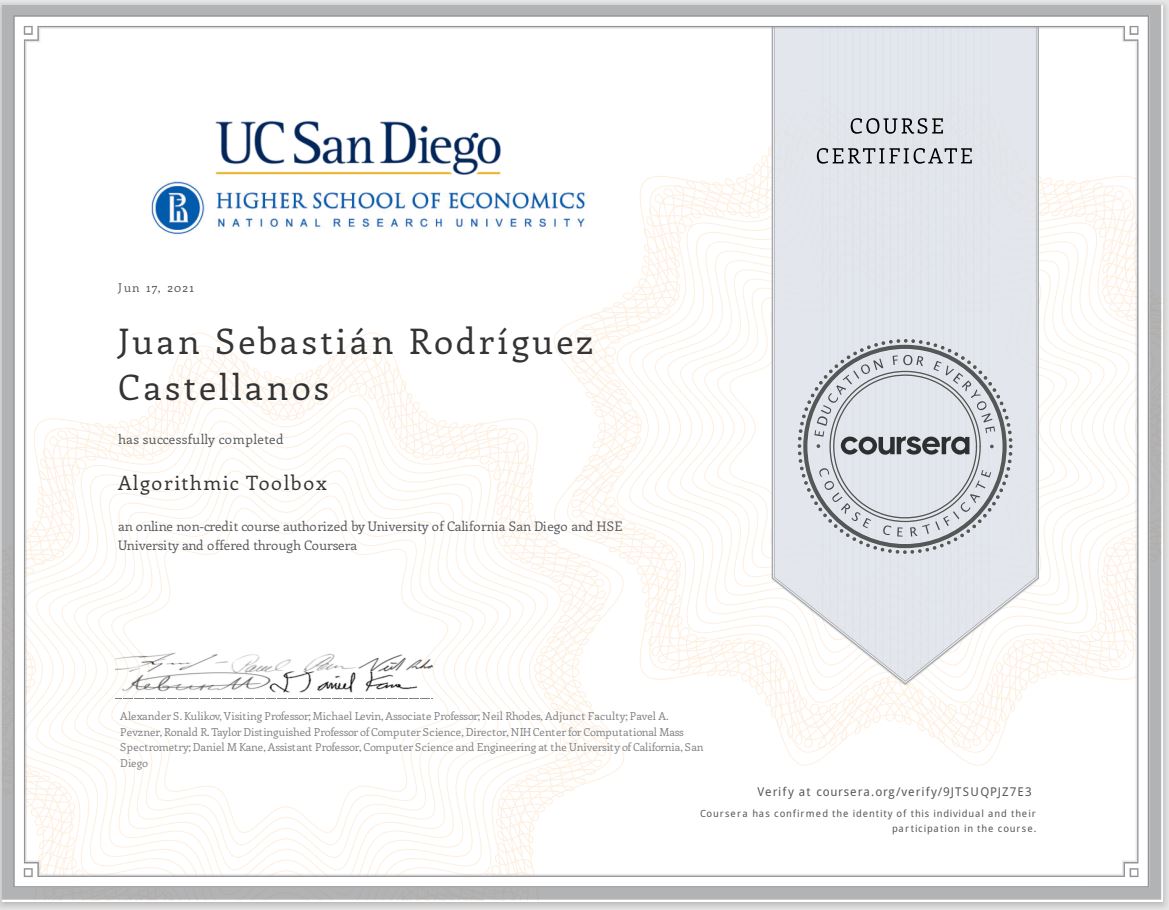 UC San Diego
HIGHER SCHOOL OF ECONOMICS
NATIONAL RESEARCH UNIVERSITY
COURSE
CERTIFICATE
Jun 17, 2021
Juan Sebastián Rodríguez
Castellanos
has successfully completed
Algorithmic Toolbox
an online non-credit course authorized by University of California San Diego and HSE
University and offered through Coursera
EDUCATION FOR EVERYONE
coursera
COURSE CERTIFICATE
Alexander S. Kulikov, Visiting Professor; Michael Levin, Associate Professor; Neil Rhodes, Adjunct Faculty; Pavel A.
Pevzner, Ronald R. Taylor Distinguished Professor of Computer Science, Director, NIH Center for Computational Mass
Spectrometry; Daniel M Kane, Assistant Professor, Computer Science and Engineering at the University of California, San
Diego
Verify at coursera.org/verify/9JTSUQPJZ7E3
Coursera has confirmed the identity of this individual and their
participation in the course.